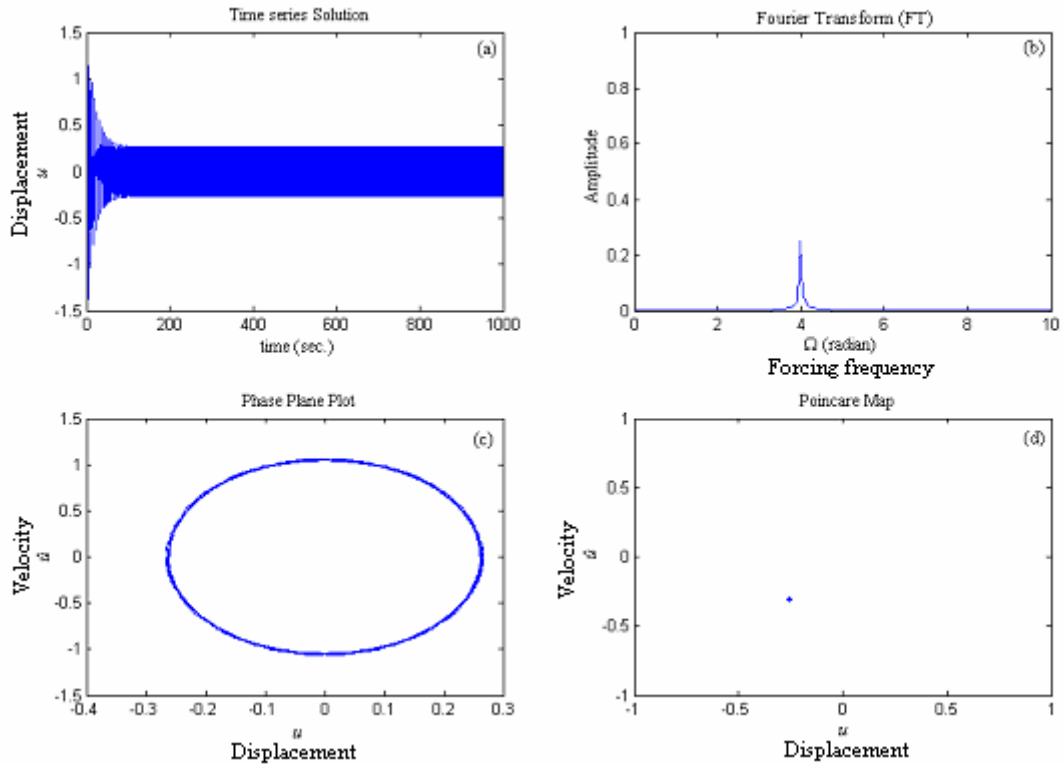 Time series Solution
(a)
1.5
1
0.5
0
-0.5
-1
-1.5
Displacement
u
0
200
400
600
800
1000
time (sec.)
Fourier Transform (FT)
(b)
1
0.8
0.6
0.4
0.2
0
Amplitude
0
2
4
6
8
10
Ω (radian)
Forcing frequency
Phase Plane Plot
(c)
1.5
1
0.5
0
-0.5
-1
-1.5
Velocity
u̇
-0.4
-0.3
-0.2
-0.1
0
0.1
0.2
0.3
u
Displacement
Poincare Map
(d)
1
0.5
0
-0.5
-1
Velocity
u̇
-1
-0.5
0
0.5
1
u
Displacement